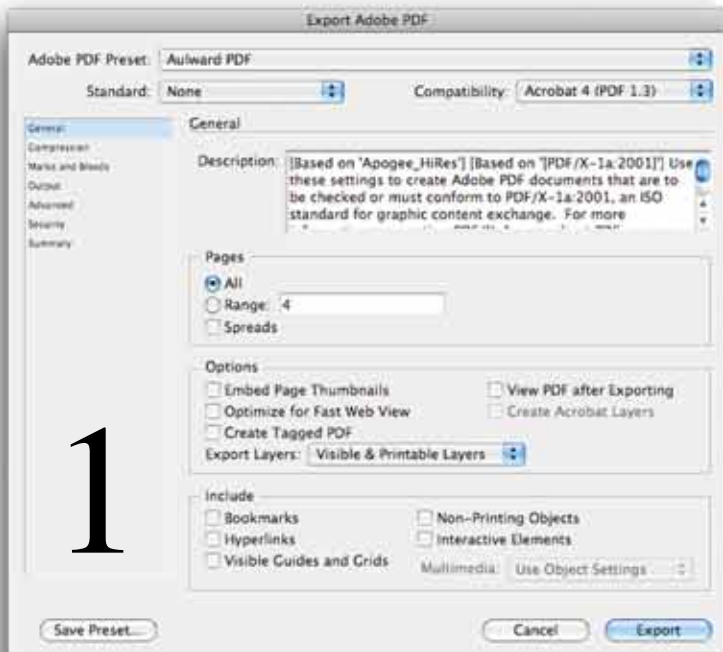 Export Adobe PDF
Adobe PDF Preset: Aulward PDF
Standard: None Compatibility: Acrobat 4 (PDF 1.3)
General
Compression
Marks and Bleeds
Output
Advanced
Security
Summary
General
Description: [Based on 'Apogee_HiRes'] [Based on '[PDF/X-1a:2001]'] Use
these settings to create Adobe PDF documents that are to
be checked or must conform to PDF/X-1a:2001, an ISO
standard for graphic content exchange. For more
Pages
All
Range: 4
Spreads
Options
Embed Page Thumbnails View PDF after Exporting
Optimize for Fast Web View Create Acrobat Layers
Create Tagged PDF
Export Layers: Visible & Printable Layers
Include
Bookmarks Non-Printing Objects
Hyperlinks Interactive Elements
Visible Guides and Grids Multimedia: Use Object Settings
1
Save Preset... Cancel Export